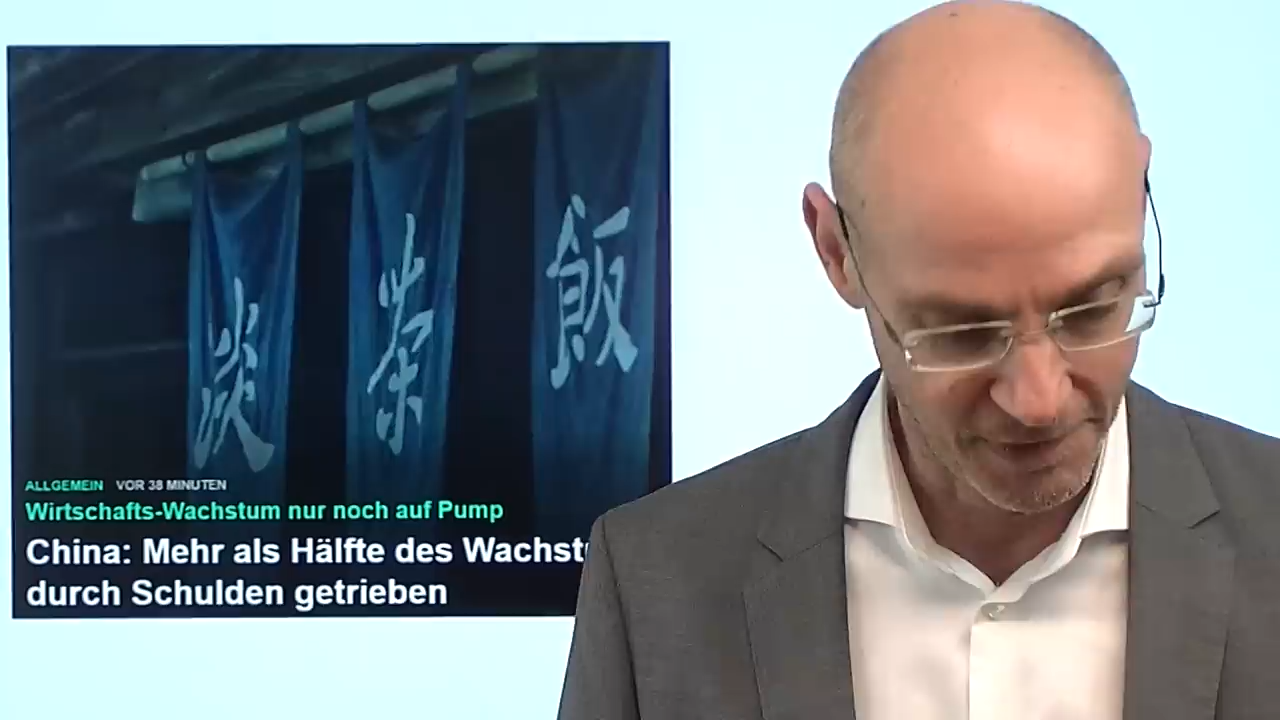 淡
茶
飯
ALLGEMEIN VOR 38 MINUTEN
Wirtschafts-Wachstum nur noch auf Pump
China: Mehr als Hälfte des Wachst
durch Schulden getrieben